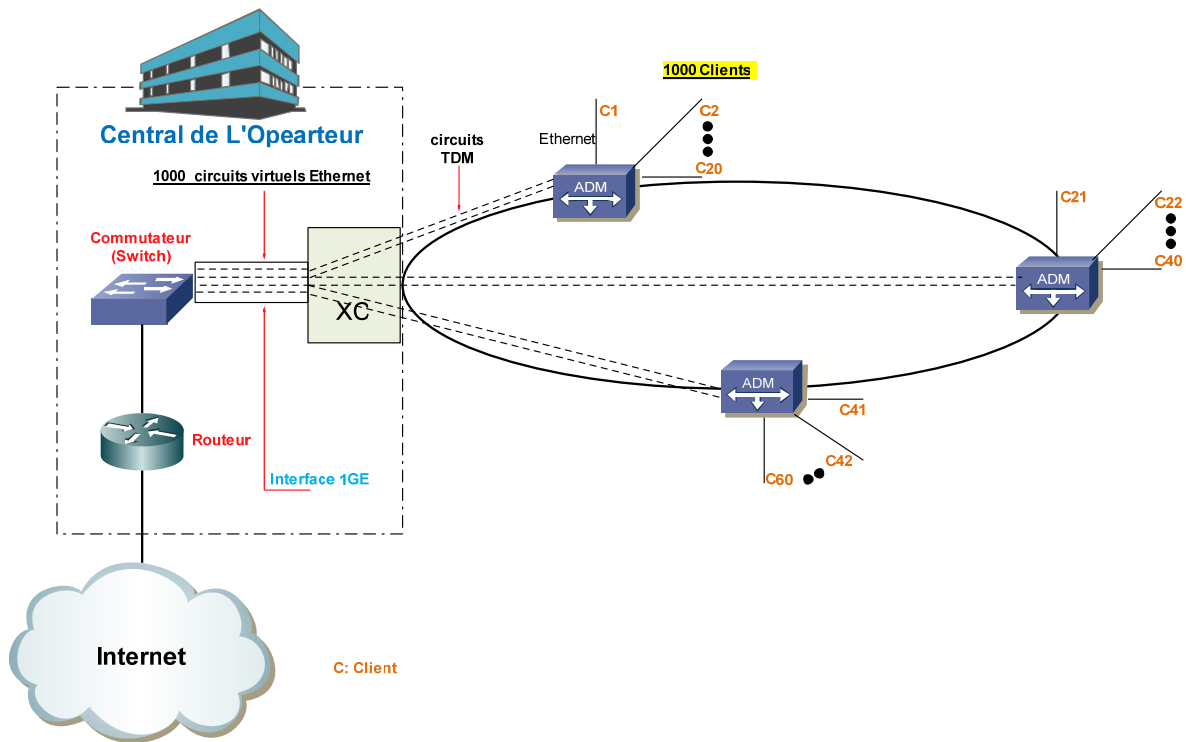 1000 Clients
C1
C2
circuits
TDM
Ethernet
Central de L'Opearteur
C20
1000 circuits virtuels Ethernet
ADM
C21
C22
Commutateur
(Switch)
C40
ADM
XC
ADM
C41
Routeur
C42
Interface 1GE
C60
Internet
C: Client